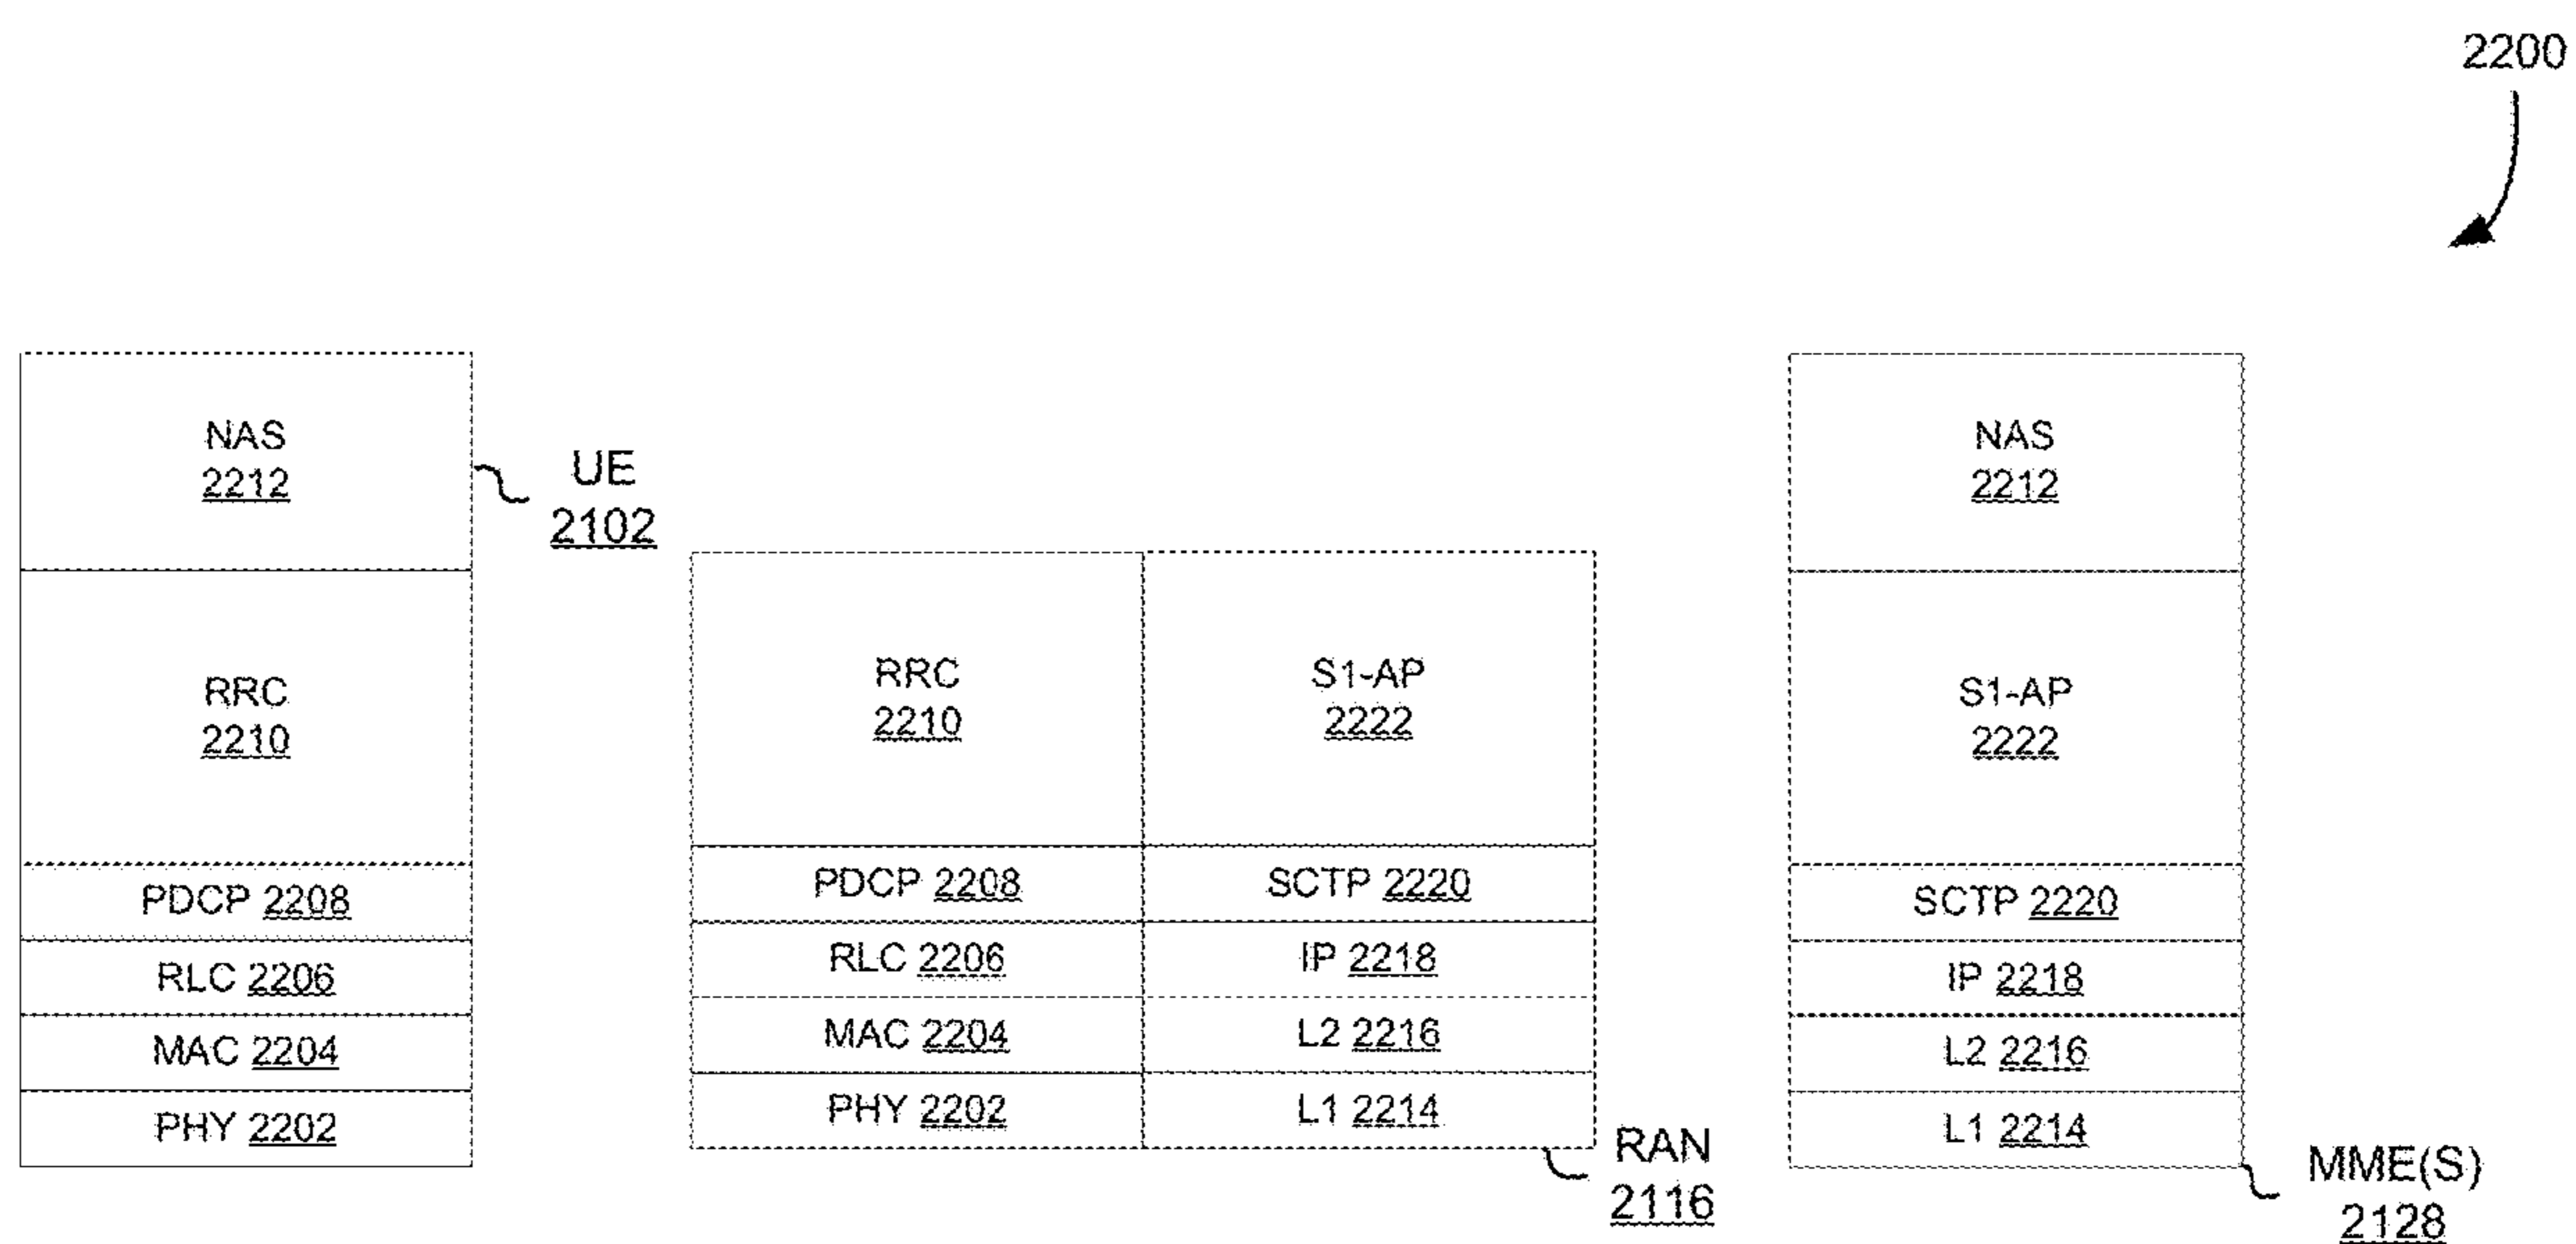 2200
NAS
2212
RRC
2210
PDCP 2208
RLC 2206
MAC 2204
PHY 2202
UE
2102
RRC
2210
PDCP 2208
RLC 2206
MAC 2204
PHY 2202
S1-AP
2222
SCTP 2220
IP 2218
L2 2216
L1 2214
RAN
2116
NAS
2212
S1-AP
2222
SCTP 2220
IP 2218
L2 2216
L1 2214
MME(S)
2128